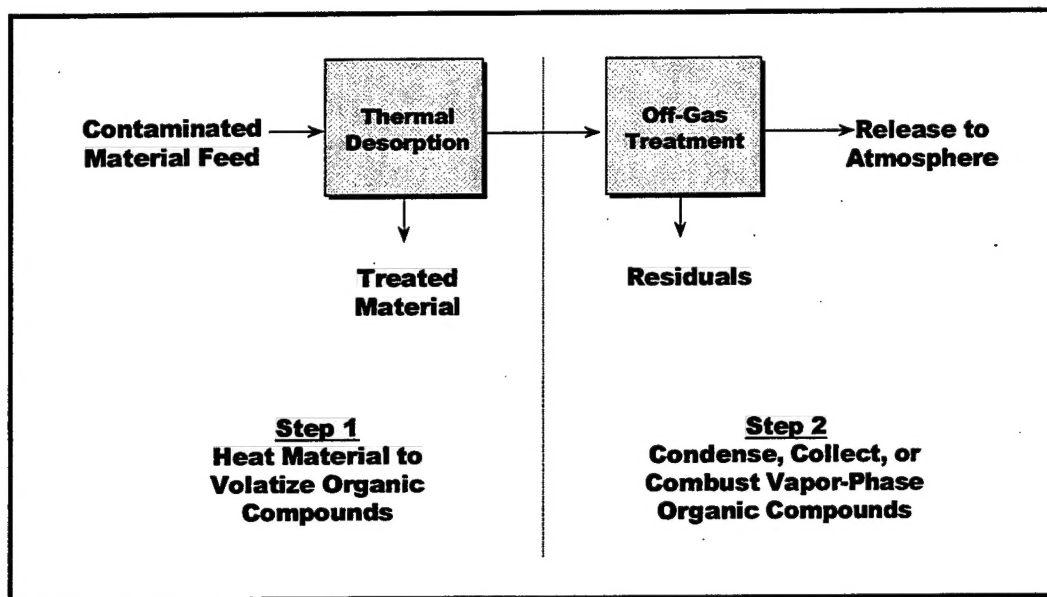 Contaminated
Material Feed
Thermal
Desorption
Off-Gas
Treatment
Release to
Atmosphere
Treated
Material
Residuals
Step 1
Heat Material to
Volatize Organic
Compounds
Step 2
Condense, Collect, or
Combust Vapor-Phase
Organic Compounds